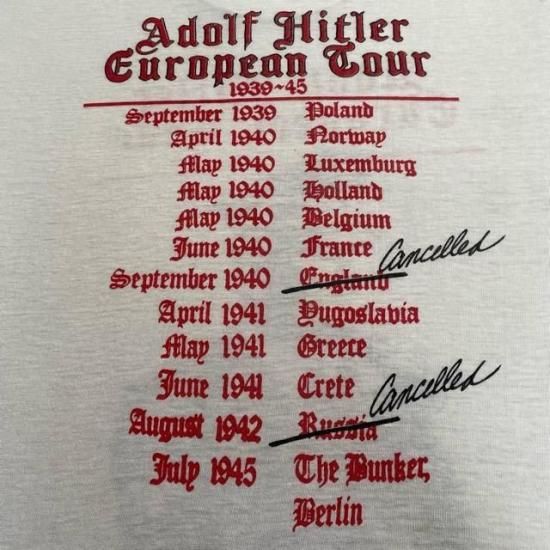 Adolf Hitler
European Tour
1939~45
September 1939 Poland
April 1940 Norway
May 1940 Luxemburg
May 1940 Holland
May 1940 Belgium
June 1940 France
September 1940 England Cancelled
April 1941 Yugoslavia
May 1941 Greece
June 1941 Crete
August 1942 Russia Cancelled
July 1945 The Bunker,
Berlin